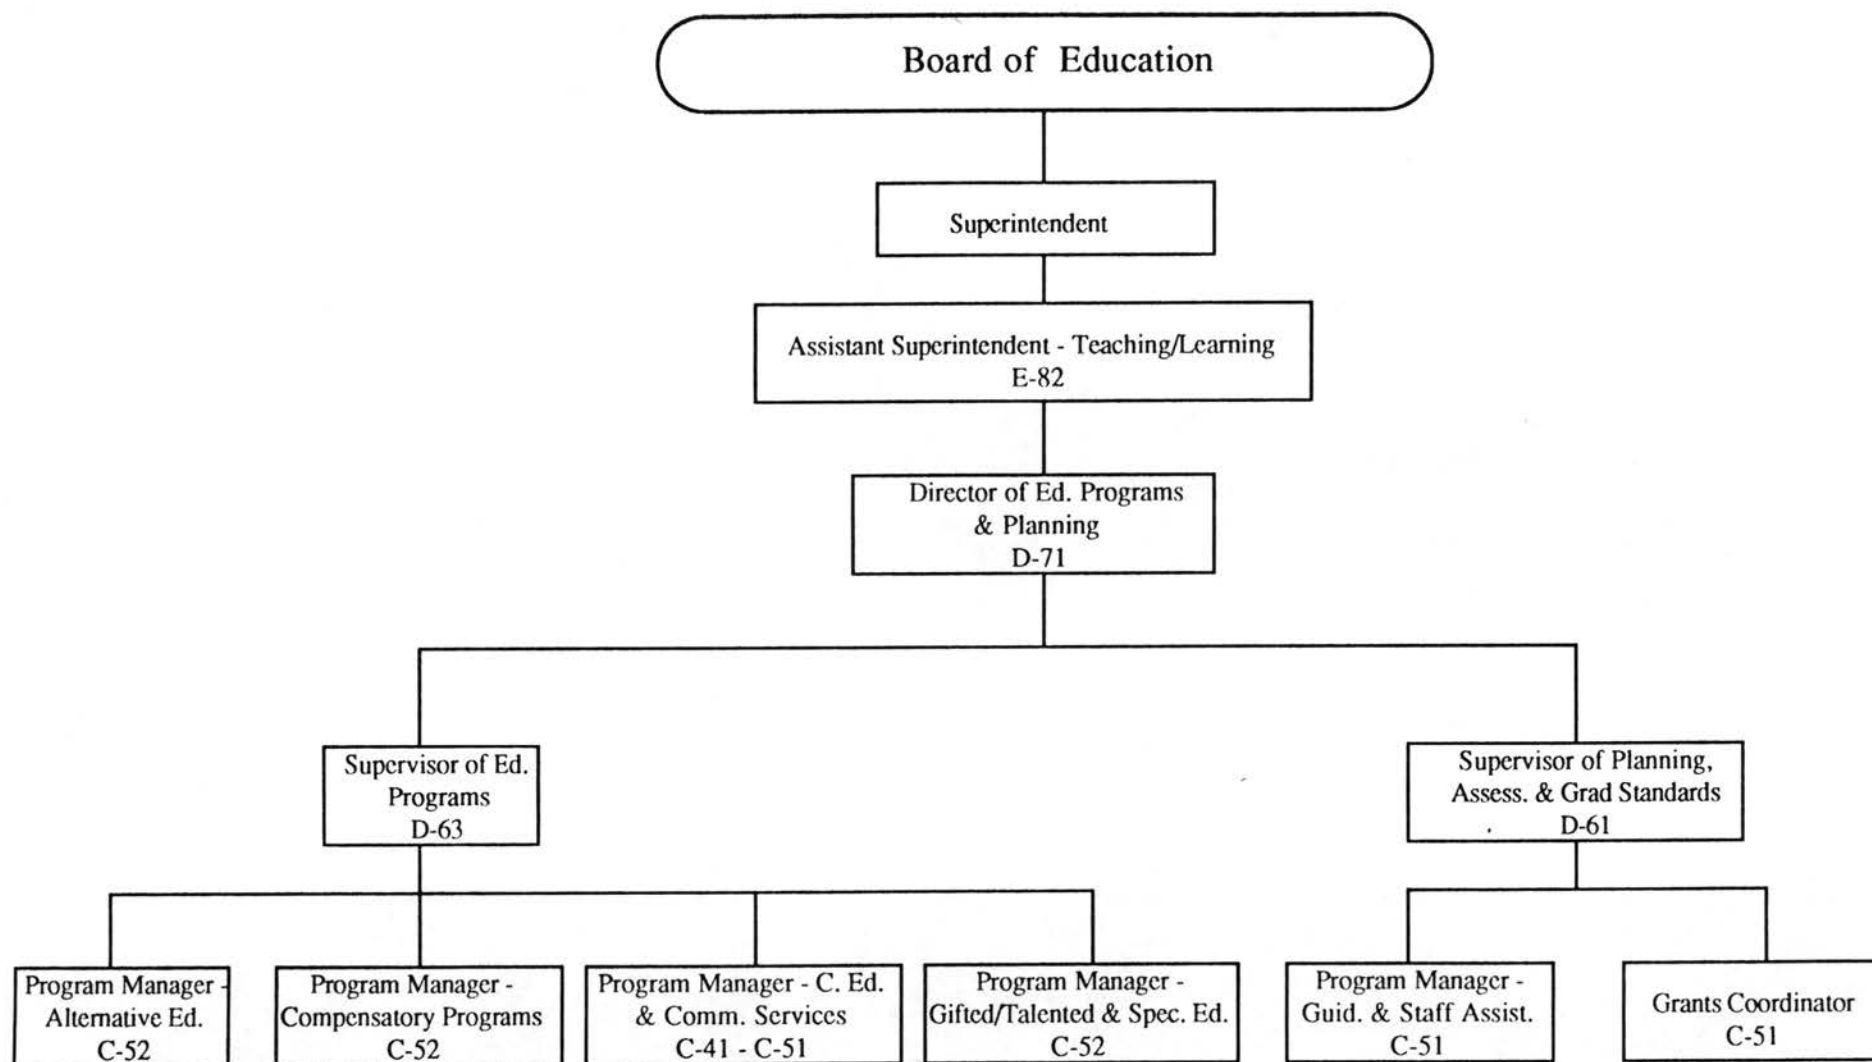 Board of Education
Superintendent
Assistant Superintendent - Teaching/Learning
E-82
Director of Ed. Programs
& Planning
D-71
Supervisor of Ed.
Programs
D-63
Supervisor of Planning,
Assess. & Grad Standards
D-61
Program Manager -
Alternative Ed.
C-52
Program Manager -
Compensatory Programs
C-52
Program Manager - C. Ed.
& Comm. Services
C-41 - C-51
Program Manager -
Gifted/Talented & Spec. Ed.
C-52
Program Manager -
Guid. & Staff Assist.
C-51
Grants Coordinator
C-51